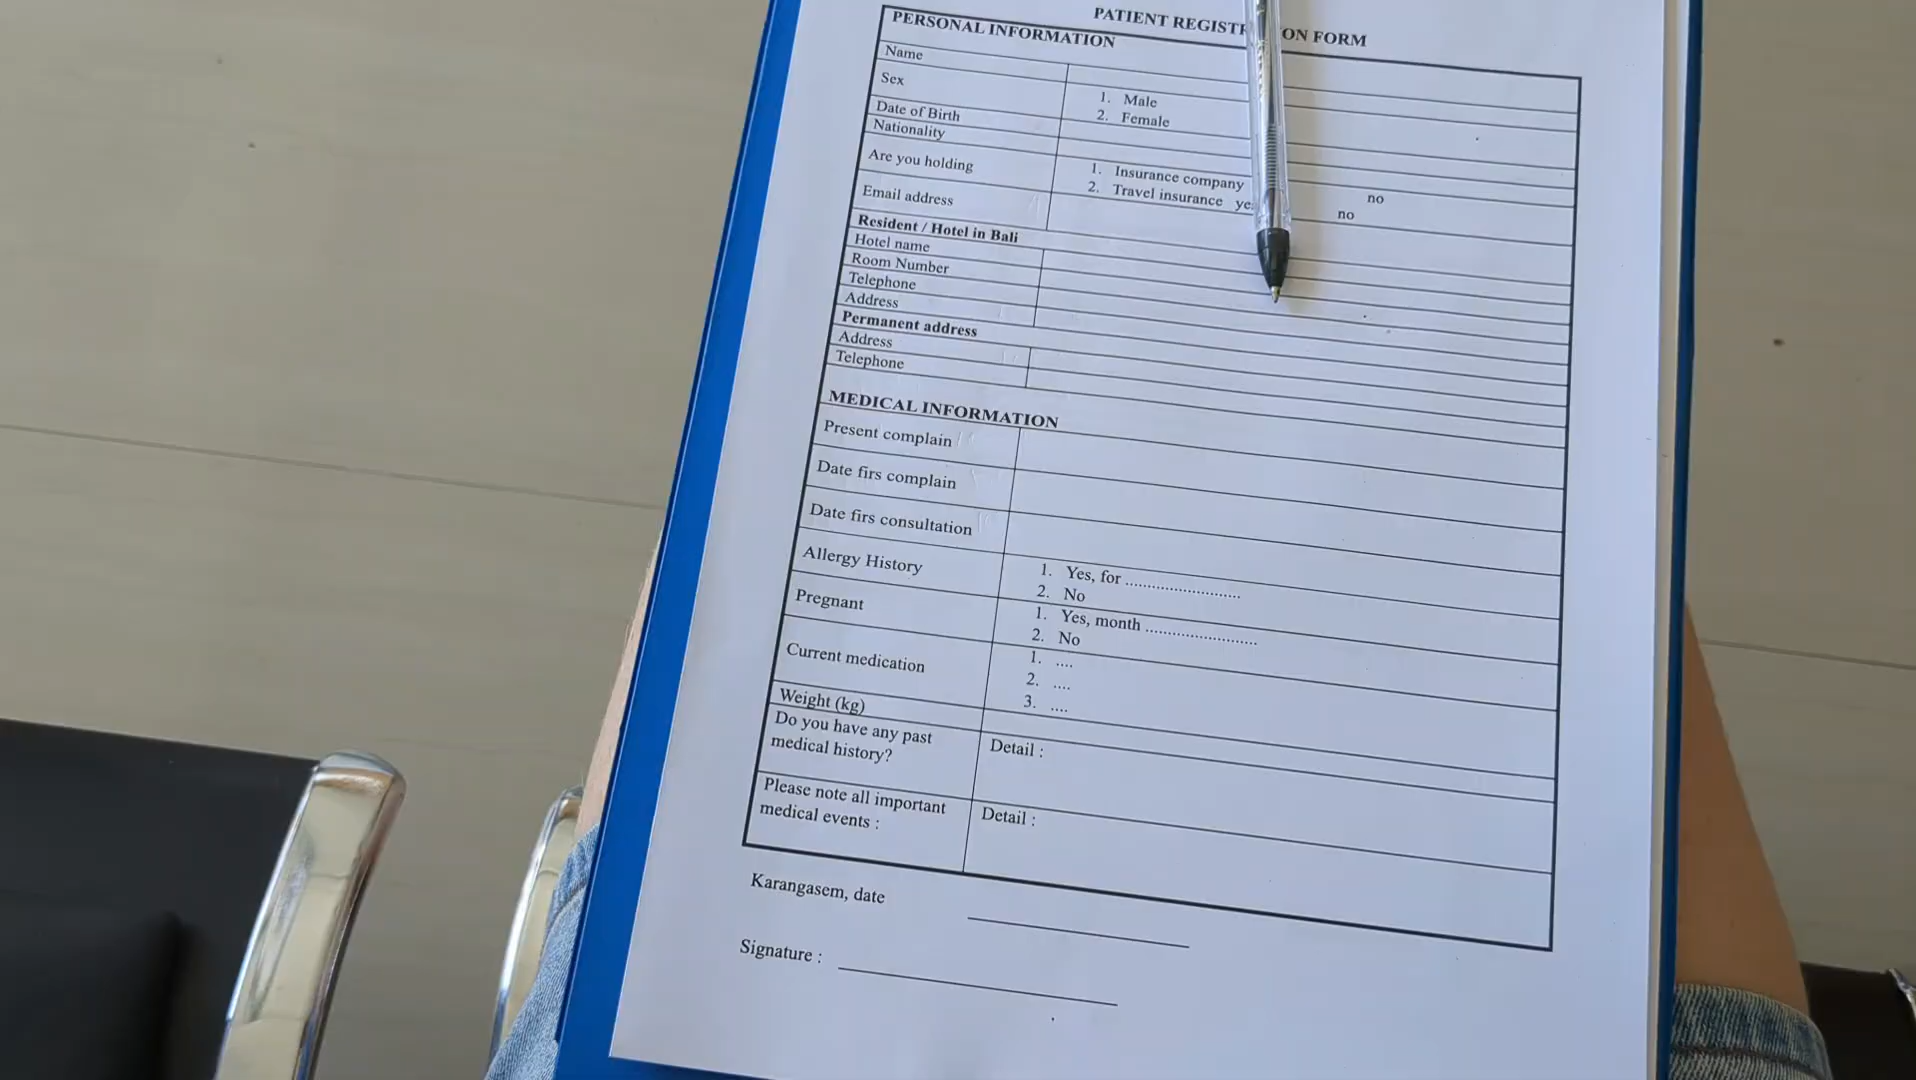 PATIENT REGISTR ON FORM
PERSONAL INFORMATION
Name
Sex
1. Male
2. Female
Date of Birth
Nationality
Are you holding
1. Insurance company no
2. Travel insurance ye no
Email address
Resident / Hotel in Bali
Hotel name
Room Number
Telephone
Address
Permanent address
Address
Telephone
MEDICAL INFORMATION
Present complain
Date firs complain
Date firs consultation
Allergy History
1. Yes, for ..........................
2. No
Pregnant
1. Yes, month .........................
2. No
Current medication
1. ....
2. ....
3. ....
Weight (kg)
Do you have any past
medical history?
Detail :
Please note all important
medical events :
Detail :
Karangasem, date
Signature :